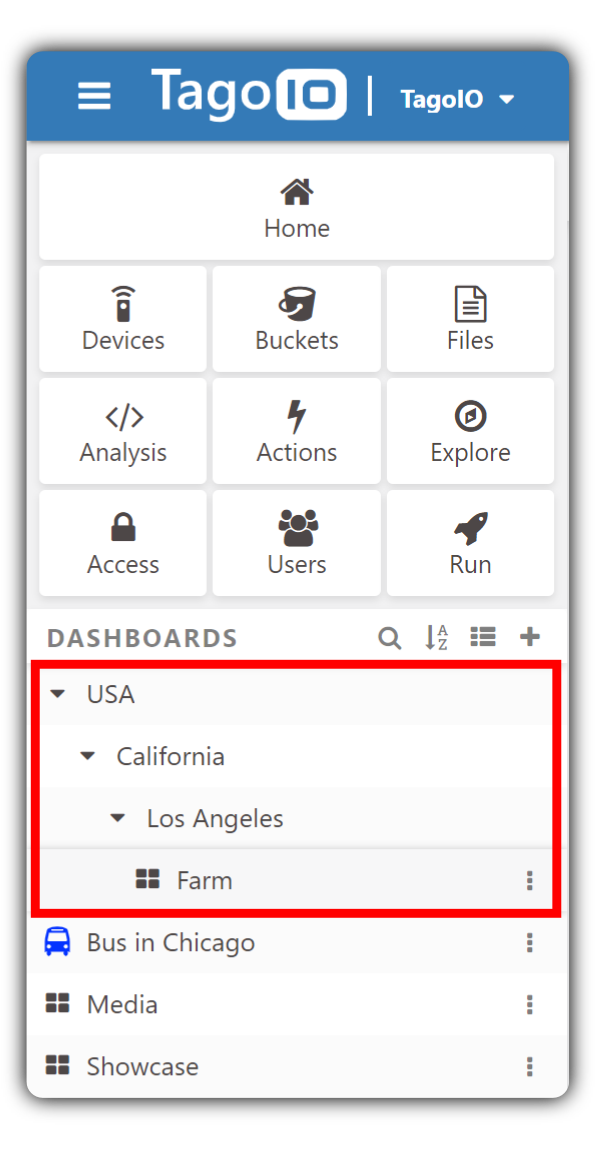 TagoIO | TagoIO
Home
Devices Buckets Files
Analysis Actions Explore
Access Users Run
DASHBOARDS A Z
USA
California
Los Angeles
Farm
Bus in Chicago
Media
Showcase